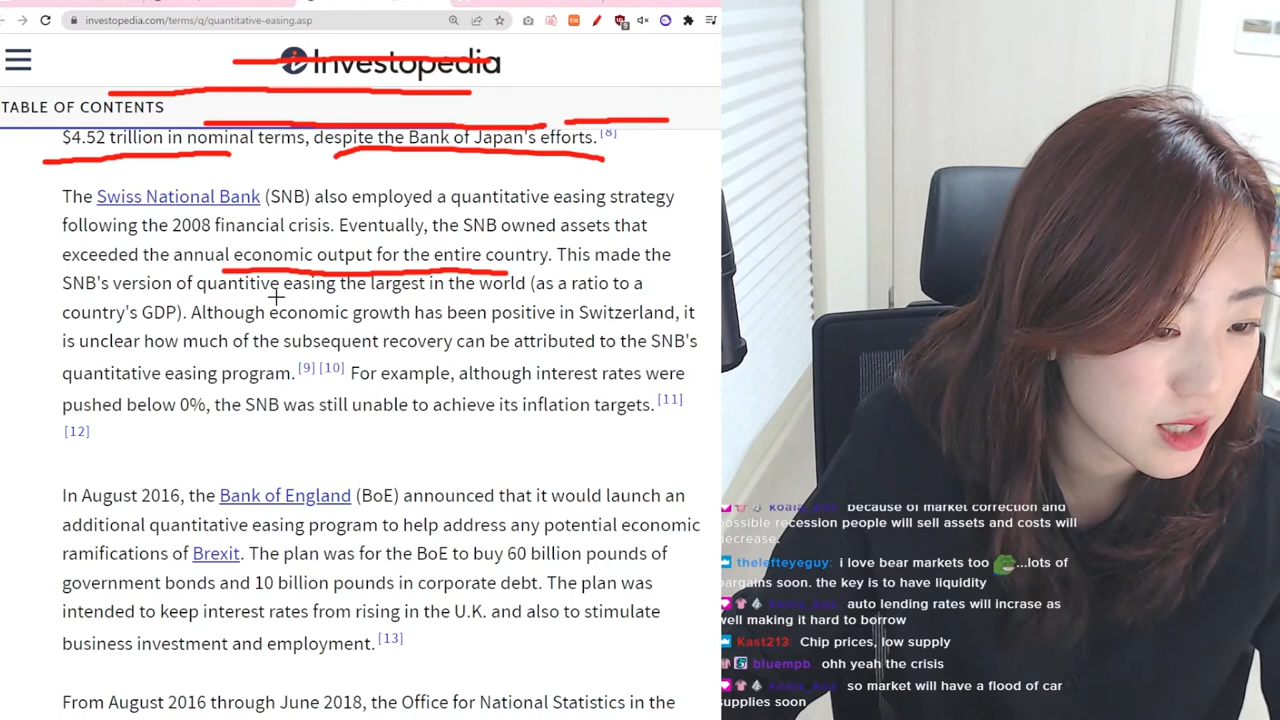 investopedia.com/terms/q/quantitative-easing.asp
Investopedia
TABLE OF CONTENTS
$4.52 trillion in nominal terms, despite the Bank of Japan's efforts. [8]
The Swiss National Bank (SNB) also employed a quantitative easing strategy
following the 2008 financial crisis. Eventually, the SNB owned assets that
exceeded the annual economic output for the entire country. This made the
SNB's version of quantitive easing the largest in the world (as a ratio to a
country's GDP). Although economic growth has been positive in Switzerland, it
is unclear how much of the subsequent recovery can be attributed to the SNB's
quantitative easing program. [9] [10] For example, although interest rates were
pushed below 0%, the SNB was still unable to achieve its inflation targets. [11]
[12]
In August 2016, the Bank of England (BoE) announced that it would launch an
additional quantitative easing program to help address any potential economic
ramifications of Brexit. The plan was for the BoE to buy 60 billion pounds of
government bonds and 10 billion pounds in corporate debt. The plan was
intended to keep interest rates from rising in the U.K. and also to stimulate
business investment and employment. [13]
From August 2016 through June 2018, the Office for National Statistics in the
because of market correction and
possible recession people will sell assets and costs will
decrease.
thelefteyeguy: i love bear markets too ...lots of
bargains soon. the key is to have liquidity
auto lending rates will incrase as
well making it hard to borrow
Kast213: Chip prices, low supply
bluempb: ohh yeah the crisis
so market will have a flood of car
supplies soon